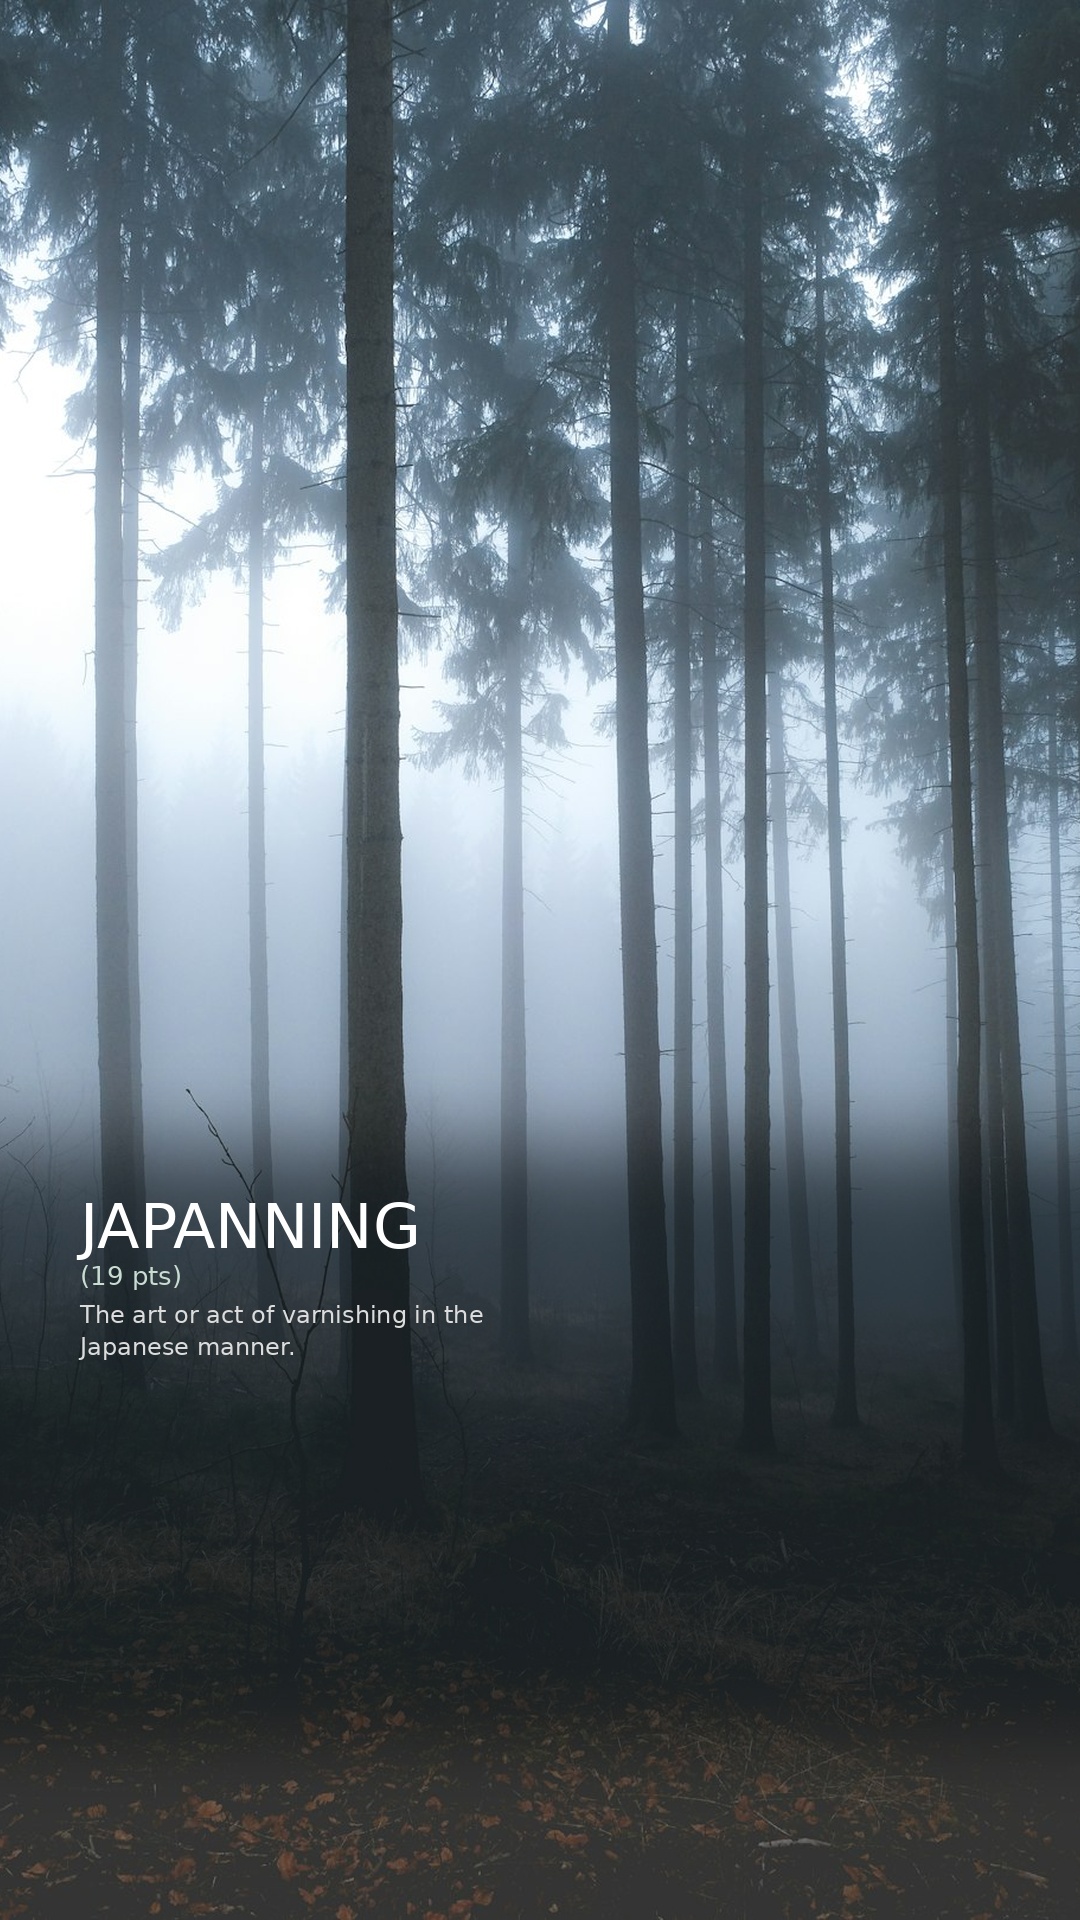 JAPANNING
(19 pts)
The art or act of varnishing in the
Japanese manner.